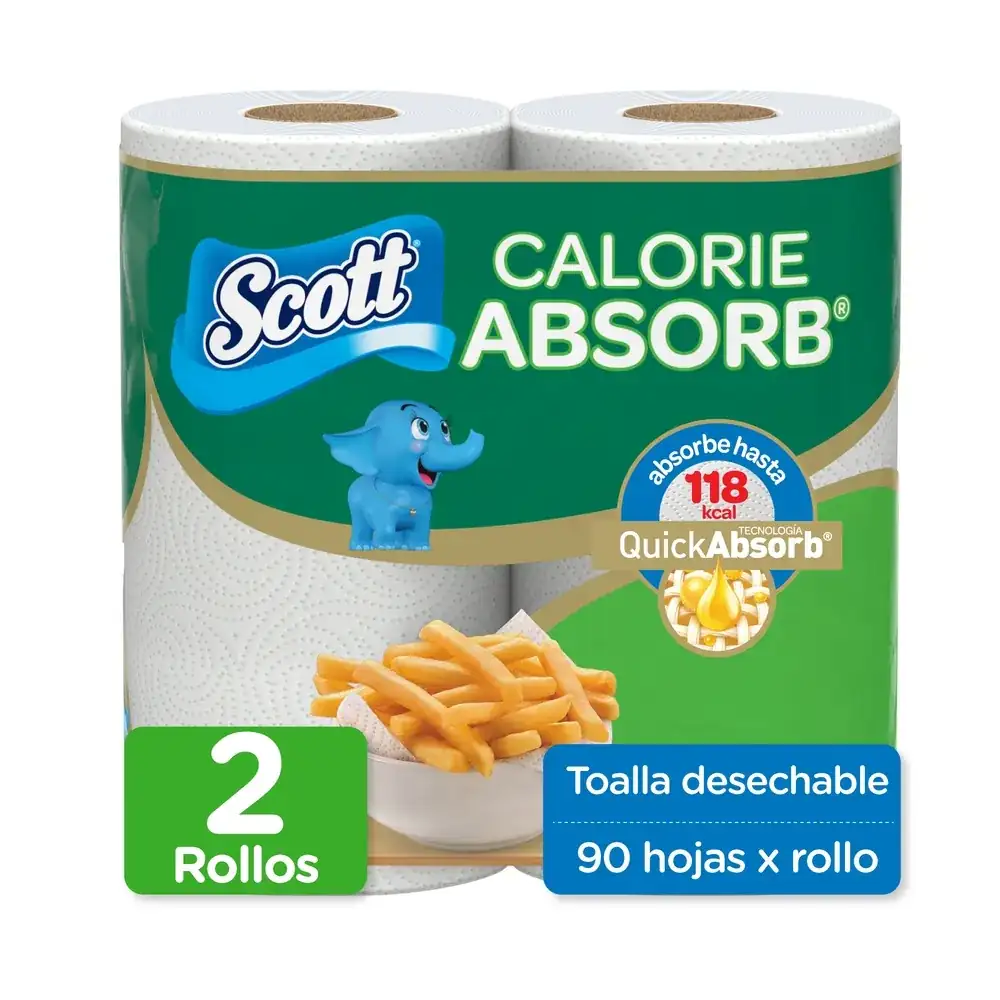 Scott®
CALORIE
ABSORB®
absorbe hasta
118
kcal
TECNOLOGÍA
QuickAbsorb®
2
Rollos
Toalla desechable
90 hojas x rollo